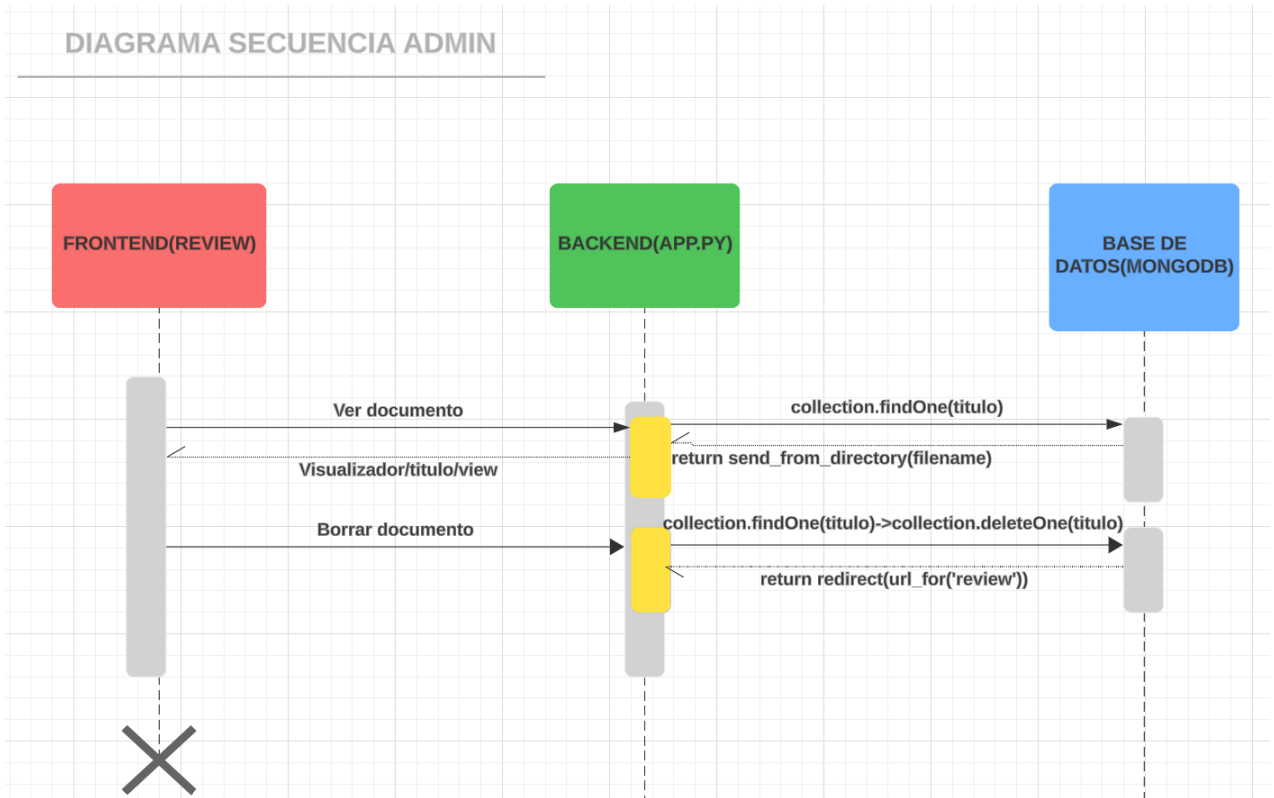 DIAGRAMA SECUENCIA ADMIN
FRONTEND(REVIEW)
BACKEND(APP.PY)
BASE DE
DATOS(MONGODB)
Ver documento
collection.findOne(titulo)
Visualizador/titulo/view
return send_from_directory(filename)
Borrar documento
collection.findOne(titulo)->collection.deleteOne(titulo)
return redirect(url_for('review'))